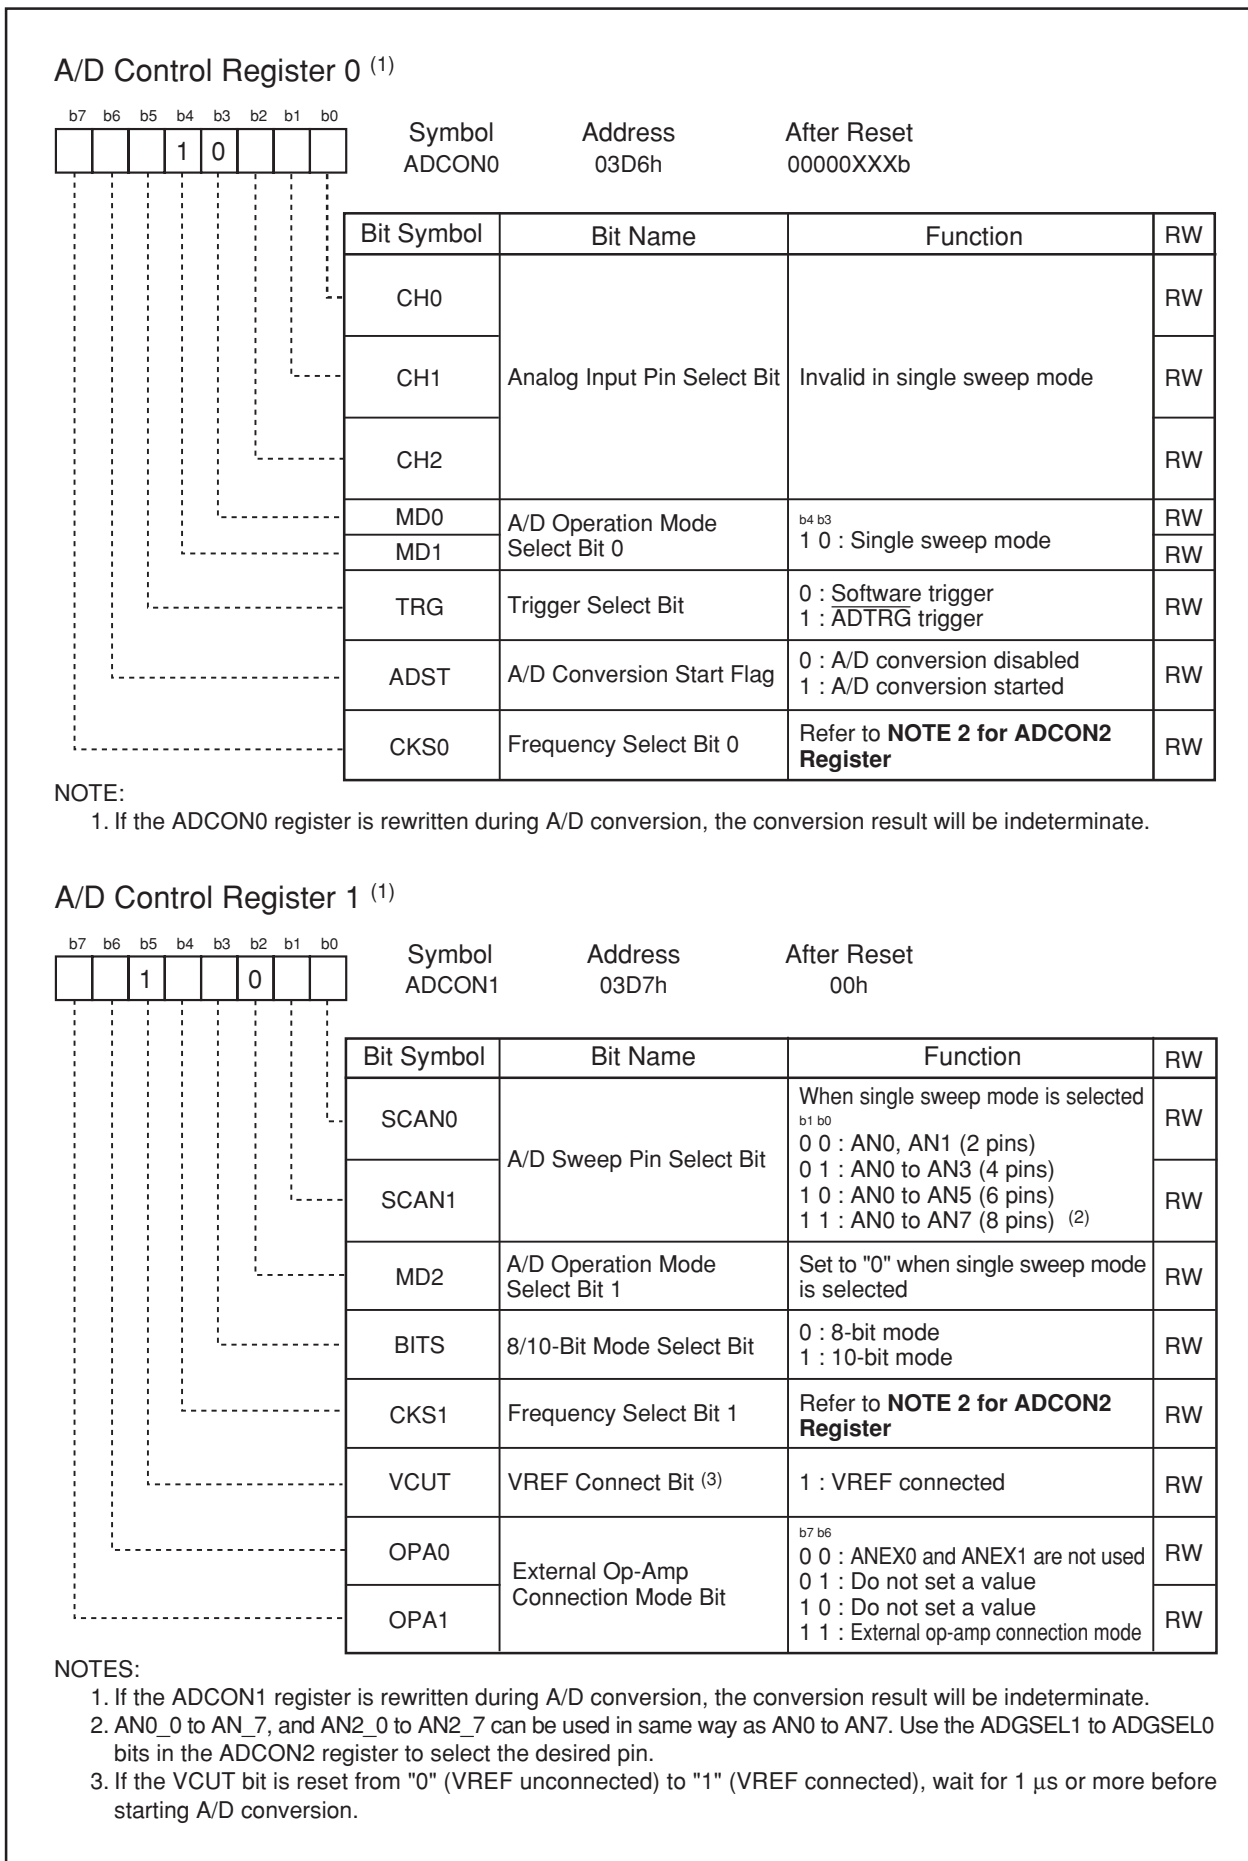 A/D Control Register 0 (1)
b7 b6 b5 b4 b3 b2 b1 b0
1 0
Symbol Address After Reset
ADCON0 03D6h 00000XXXb
Bit Symbol Bit Name Function RW
CH0 RW
CH1 Analog Input Pin Select Bit Invalid in single sweep mode RW
CH2 RW
MD0 A/D Operation Mode b4 b3 RW
MD1 Select Bit 0 1 0 : Single sweep mode RW
TRG Trigger Select Bit 0 : Software trigger RW
1 : ADTRG trigger
ADST A/D Conversion Start Flag 0 : A/D conversion disabled RW
1 : A/D conversion started
CKS0 Frequency Select Bit 0 Refer to NOTE 2 for ADCON2 RW
Register
NOTE:
1. If the ADCON0 register is rewritten during A/D conversion, the conversion result will be indeterminate.
A/D Control Register 1 (1)
b7 b6 b5 b4 b3 b2 b1 b0
1 0
Symbol Address After Reset
ADCON1 03D7h 00h
Bit Symbol Bit Name Function RW
When single sweep mode is selected
SCAN0 b1 b0 RW
0 0 : AN0, AN1 (2 pins)
A/D Sweep Pin Select Bit 0 1 : AN0 to AN3 (4 pins)
SCAN1 1 0 : AN0 to AN5 (6 pins) RW
1 1 : AN0 to AN7 (8 pins) (2)
MD2 A/D Operation Mode Set to "0" when single sweep mode RW
Select Bit 1 is selected
BITS 8/10-Bit Mode Select Bit 0 : 8-bit mode RW
1 : 10-bit mode
CKS1 Frequency Select Bit 1 Refer to NOTE 2 for ADCON2 RW
Register
VCUT VREF Connect Bit (3) 1 : VREF connected RW
b7 b6
OPA0 0 0 : ANEX0 and ANEX1 are not used RW
External Op-Amp 0 1 : Do not set a value
Connection Mode Bit 1 0 : Do not set a value
OPA1 1 1 : External op-amp connection mode RW
NOTES:
1. If the ADCON1 register is rewritten during A/D conversion, the conversion result will be indeterminate.
2. AN0_0 to AN_7, and AN2_0 to AN2_7 can be used in same way as AN0 to AN7. Use the ADGSEL1 to ADGSEL0
bits in the ADCON2 register to select the desired pin.
3. If the VCUT bit is reset from "0" (VREF unconnected) to "1" (VREF connected), wait for 1 µs or more before
starting A/D conversion.